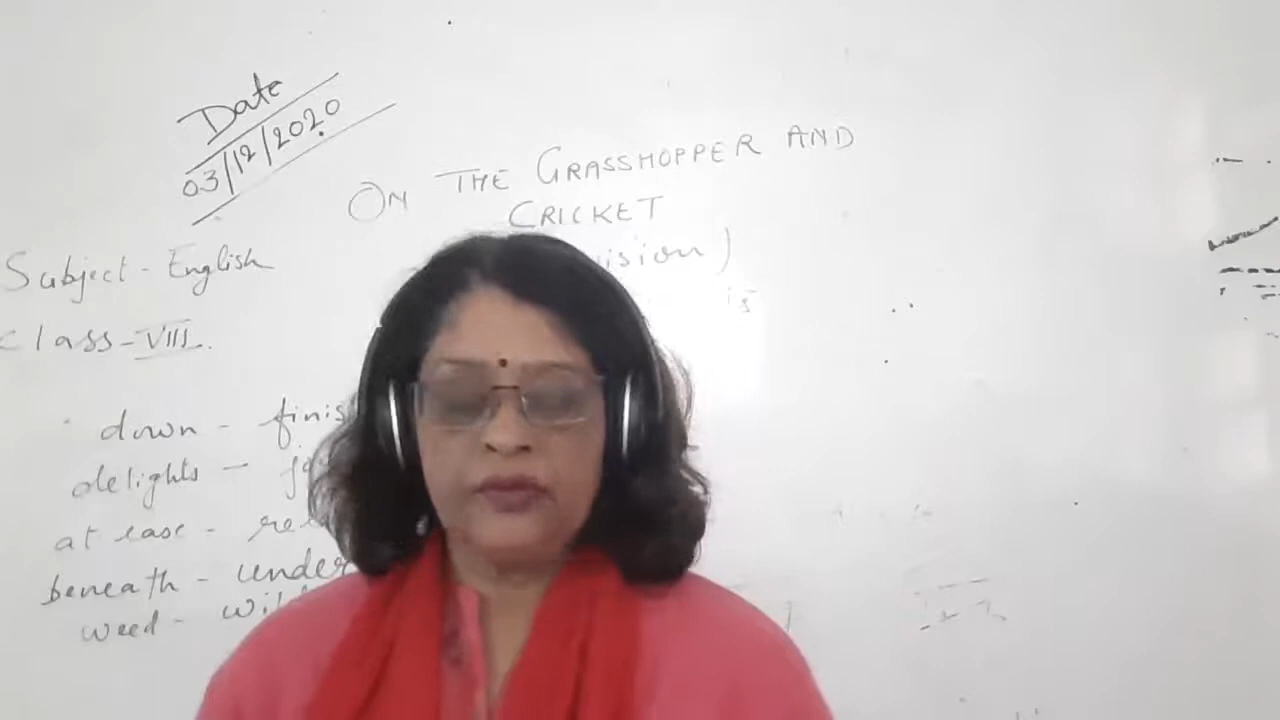 Date
03/12/2020
ON THE GRASSHOPPER AND
CRICKET
Subject - English
Class - VIII.
down -
delights -
at ease -
beneath - under
weed -